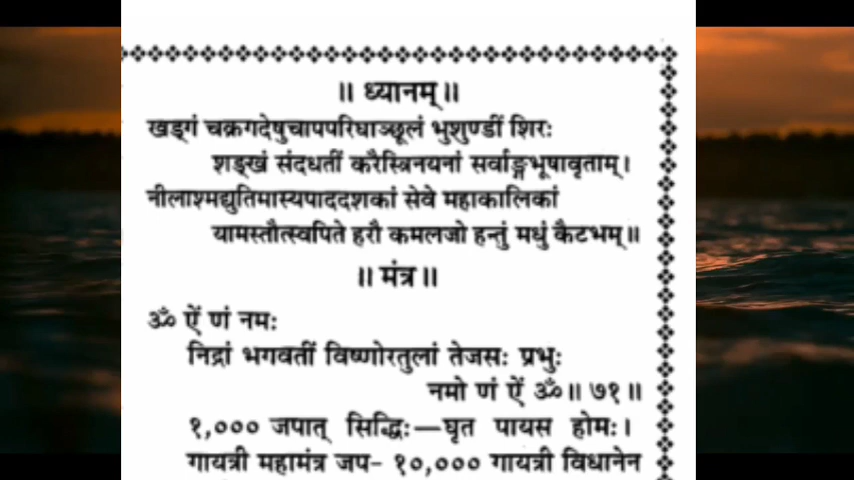 ॥ ध्यानम् ॥
खड्गं चक्रगदेषुचापपरिघाञ्छूलं भुशुण्डीं शिरः
शङ्खं संदधतीं करैस्त्रिनयनां सर्वाङ्गभूषावृताम्।
नीलाश्मद्युतिमास्यपाददशकां सेवे महाकालिकां
यामस्तौत्स्वपिते हरौ कमलजो हन्तुं मधुं कैटभम्॥
॥ मंत्र ॥
ॐ ऐं णं नमः
निद्रां भगवतीं विष्णोरतुलां तेजसः प्रभुः
नमो णं ऐं ॐ॥ ७१॥
१,००० जपात् सिद्धिः—घृत पायस होमः।
गायत्री महामंत्र जप- १०,००० गायत्री विधानेन